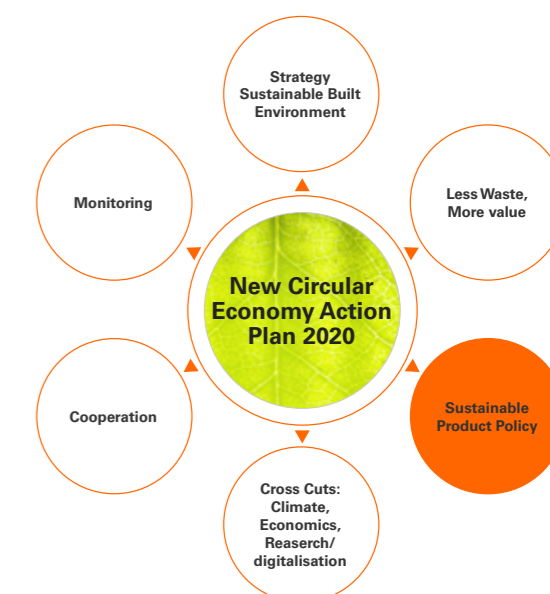 Strategy
Sustainable Built
Environment
Monitoring
Less Waste,
More value
New Circular
Economy Action
Plan 2020
Cooperation
Sustainable
Product Policy
Cross Cuts:
Climate,
Economics,
Reaserch/
digitalisation